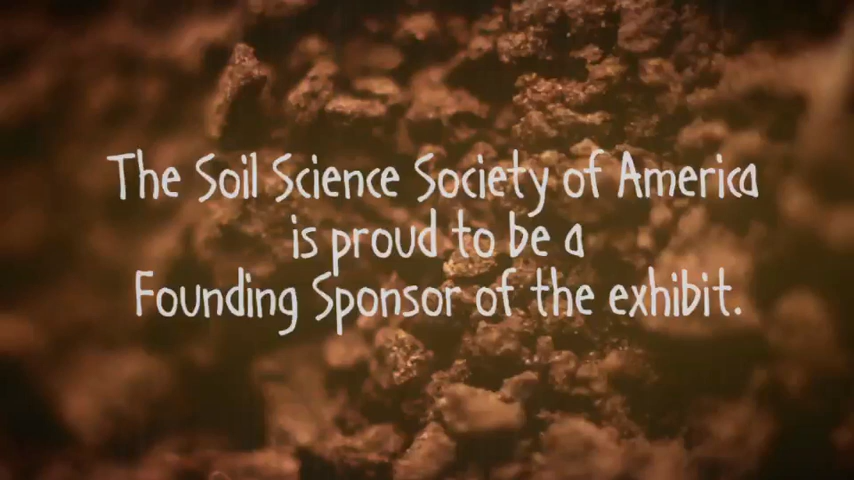 The Soil Science Society of America
is proud to be a
Founding Sponsor of the exhibit.